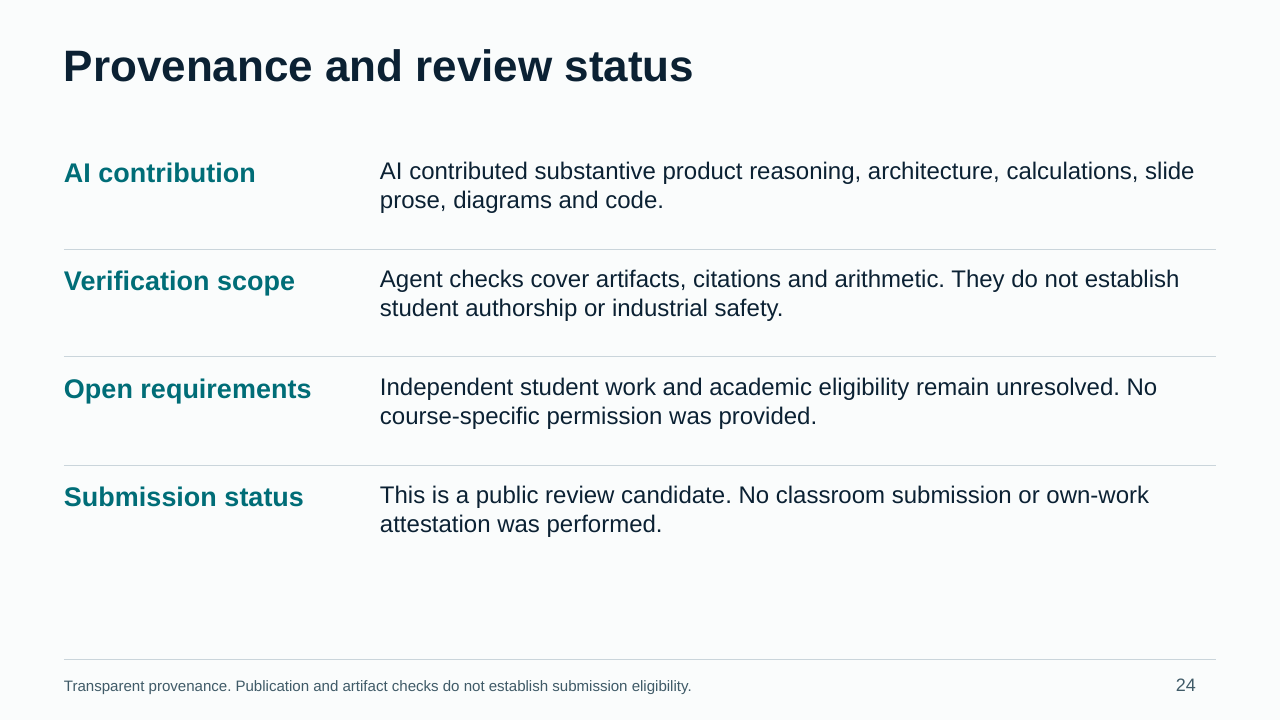 Provenance and review status
AI contribution
AI contributed substantive product reasoning, architecture, calculations, slide
prose, diagrams and code.
Verification scope
Agent checks cover artifacts, citations and arithmetic. They do not establish
student authorship or industrial safety.
Open requirements
Independent student work and academic eligibility remain unresolved. No
course-specific permission was provided.
Submission status
This is a public review candidate. No classroom submission or own-work
attestation was performed.
Transparent provenance. Publication and artifact checks do not establish submission eligibility.
24